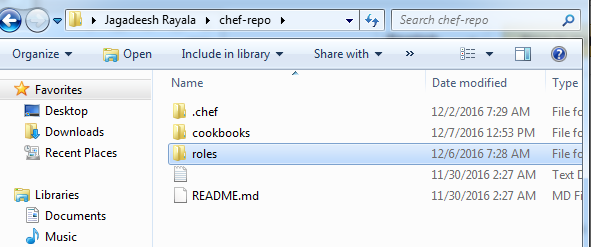 Jagadeesh Rayala ▸ chef-repo ▸
Search chef-repo
Organize Open Include in library Share with »
Name Date modified Type
Favorites
Desktop
Downloads
Recent Places
Libraries
Documents
Music
.chef 12/2/2016 7:29 AM File fo
cookbooks 12/7/2016 12:53 PM File fo
roles 12/6/2016 7:28 AM File fo
11/30/2016 2:27 AM Text D
README.md 11/30/2016 2:27 AM MD Fi